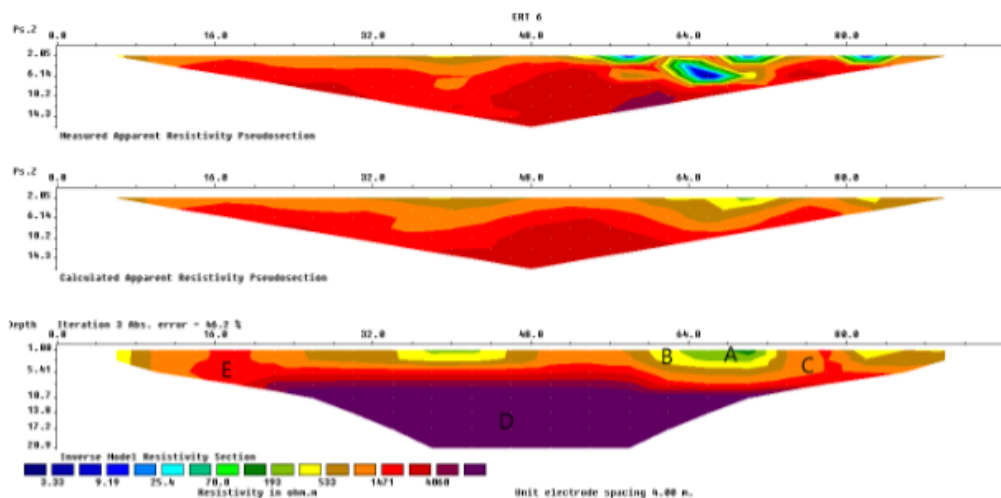 ERT 6
Ps.Z 0.0 16.0 32.0 48.0 64.0 80.0
2.05
6.14
10.2
14.3
Measured Apparent Resistivity Pseudosection
Ps.Z 0.0 16.0 32.0 48.0 64.0 80.0
2.05
6.14
10.2
14.3
Calculated Apparent Resistivity Pseudosection
Depth Iteration 3 Abs. error = 46.2 %
0.0 16.0 32.0 48.0 64.0 80.0
1.00
B A
5.41 E C
10.7
13.8
17.2 D
20.9
Inverse Model Resistivity Section
3.33 9.19 25.4 70.0 193 533 1471 4060
Resistivity in ohm.m Unit electrode spacing 4.00 m.